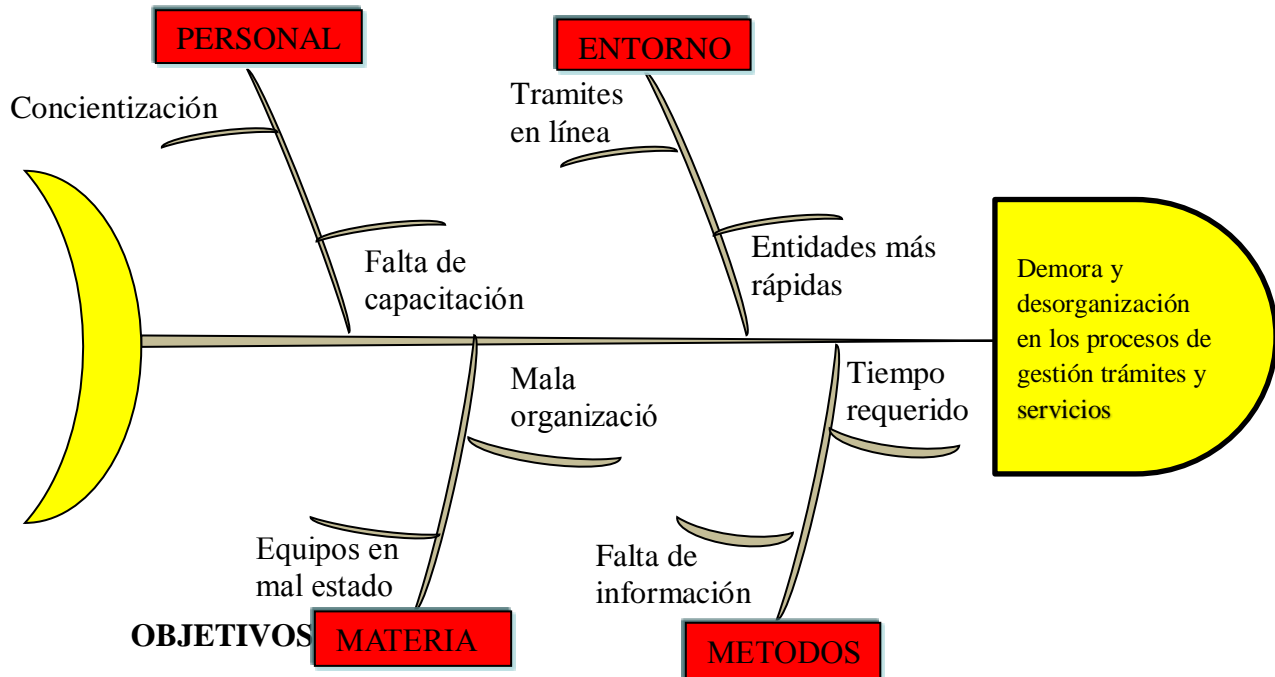 PERSONAL
ENTORNO
Concientización
Tramites
en línea
Falta de
capacitación
Entidades más
rápidas
Demora y
desorganización
en los procesos de
gestión trámites y
servicios
Mala
organizació
Tiempo
requerido
Equipos en
mal estado
Falta de
información
OBJETIVOS
MATERIA
METODOS